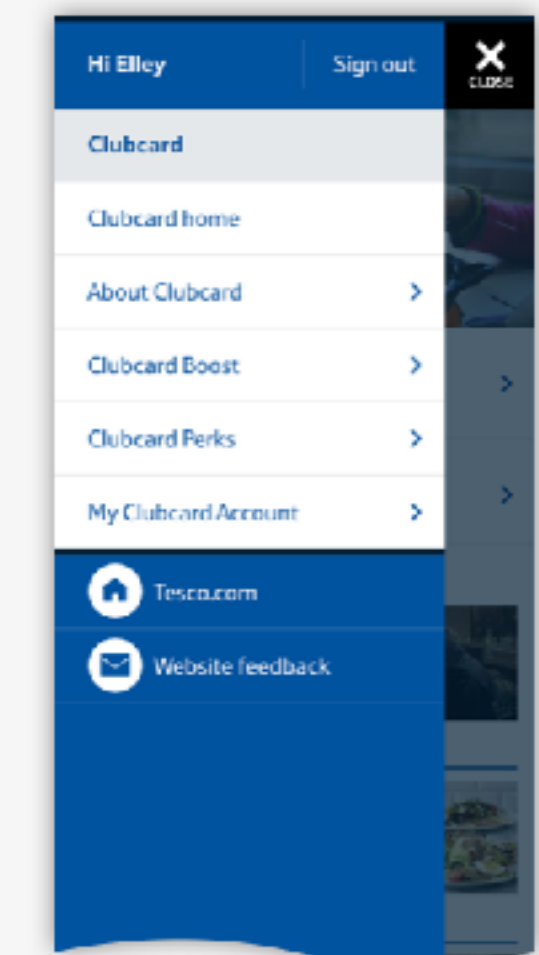 Hi Elley
Sign out
CLOSE
Clubcard
Clubcard home
About Clubcard
Clubcard Boost
Clubcard Perks
My Clubcard Account
Tesco.com
Website feedback